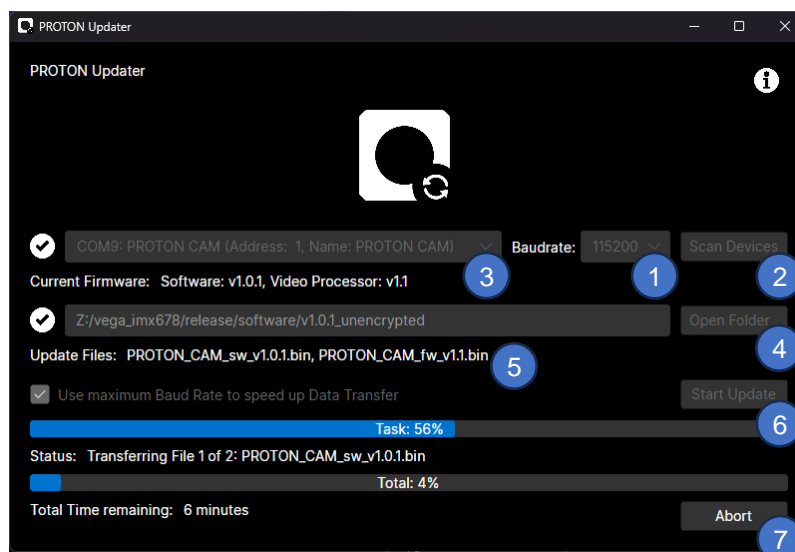 PROTON Updater
PROTON Updater
COM9: PROTON CAM (Address: 1, Name: PROTON CAM) Baudrate: 115200 Scan Devices
3 1 2
Current Firmware: Software: v1.0.1, Video Processor: v1.1
Z:/vega_imx678/release/software/v1.0.1_unencrypted Open Folder
4
Update Files: PROTON_CAM_sw_v1.0.1.bin, PROTON_CAM_fw_v1.1.bin
5
Use maximum Baud Rate to speed up Data Transfer Start Update
6
Task: 56%
Status: Transferring File 1 of 2: PROTON_CAM_sw_v1.0.1.bin
Total: 4%
Total Time remaining: 6 minutes
Abort
7